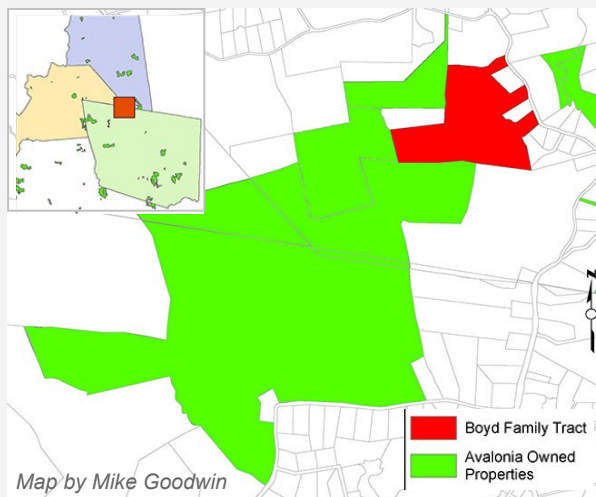 N
Boyd Family Tract
Avalonia Owned
Properties
Map by Mike Goodwin